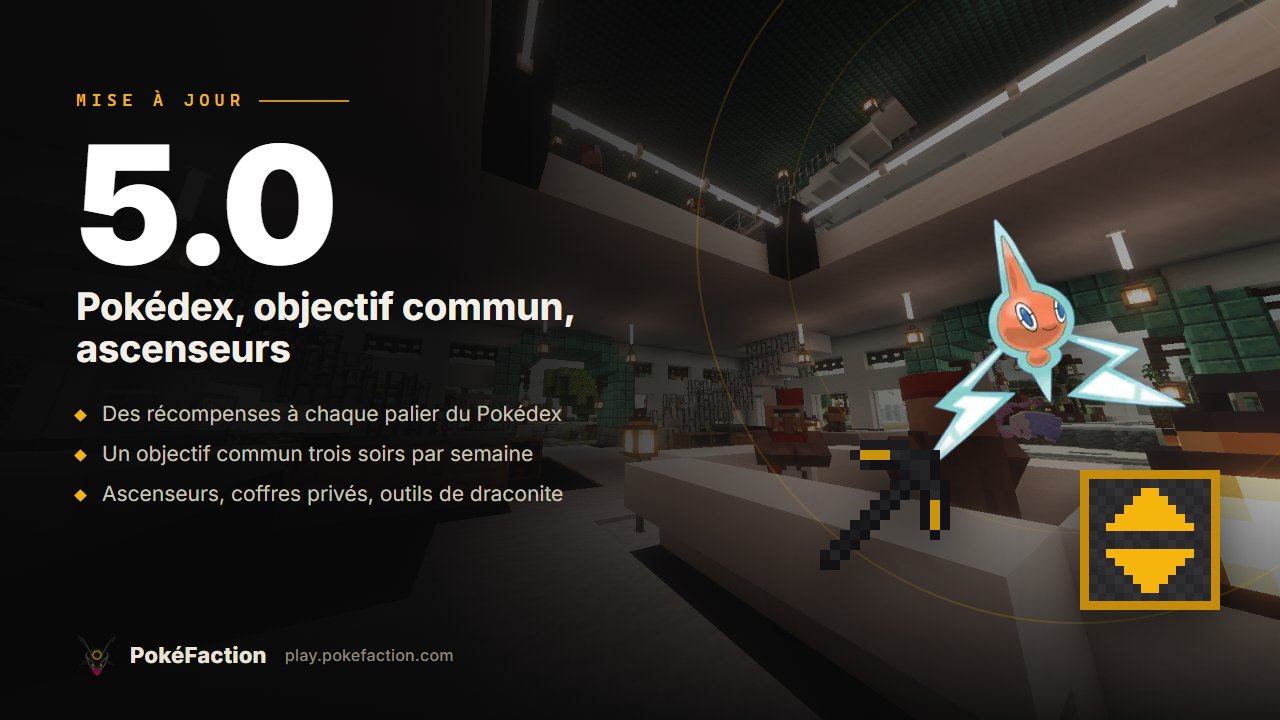 MISE À JOUR
5.0
Pokédex, objectif commun,
ascenseurs
Des récompenses à chaque palier du Pokédex
Un objectif commun trois soirs par semaine
Ascenseurs, coffres privés, outils de draconite
PokéFaction play.pokefaction.com